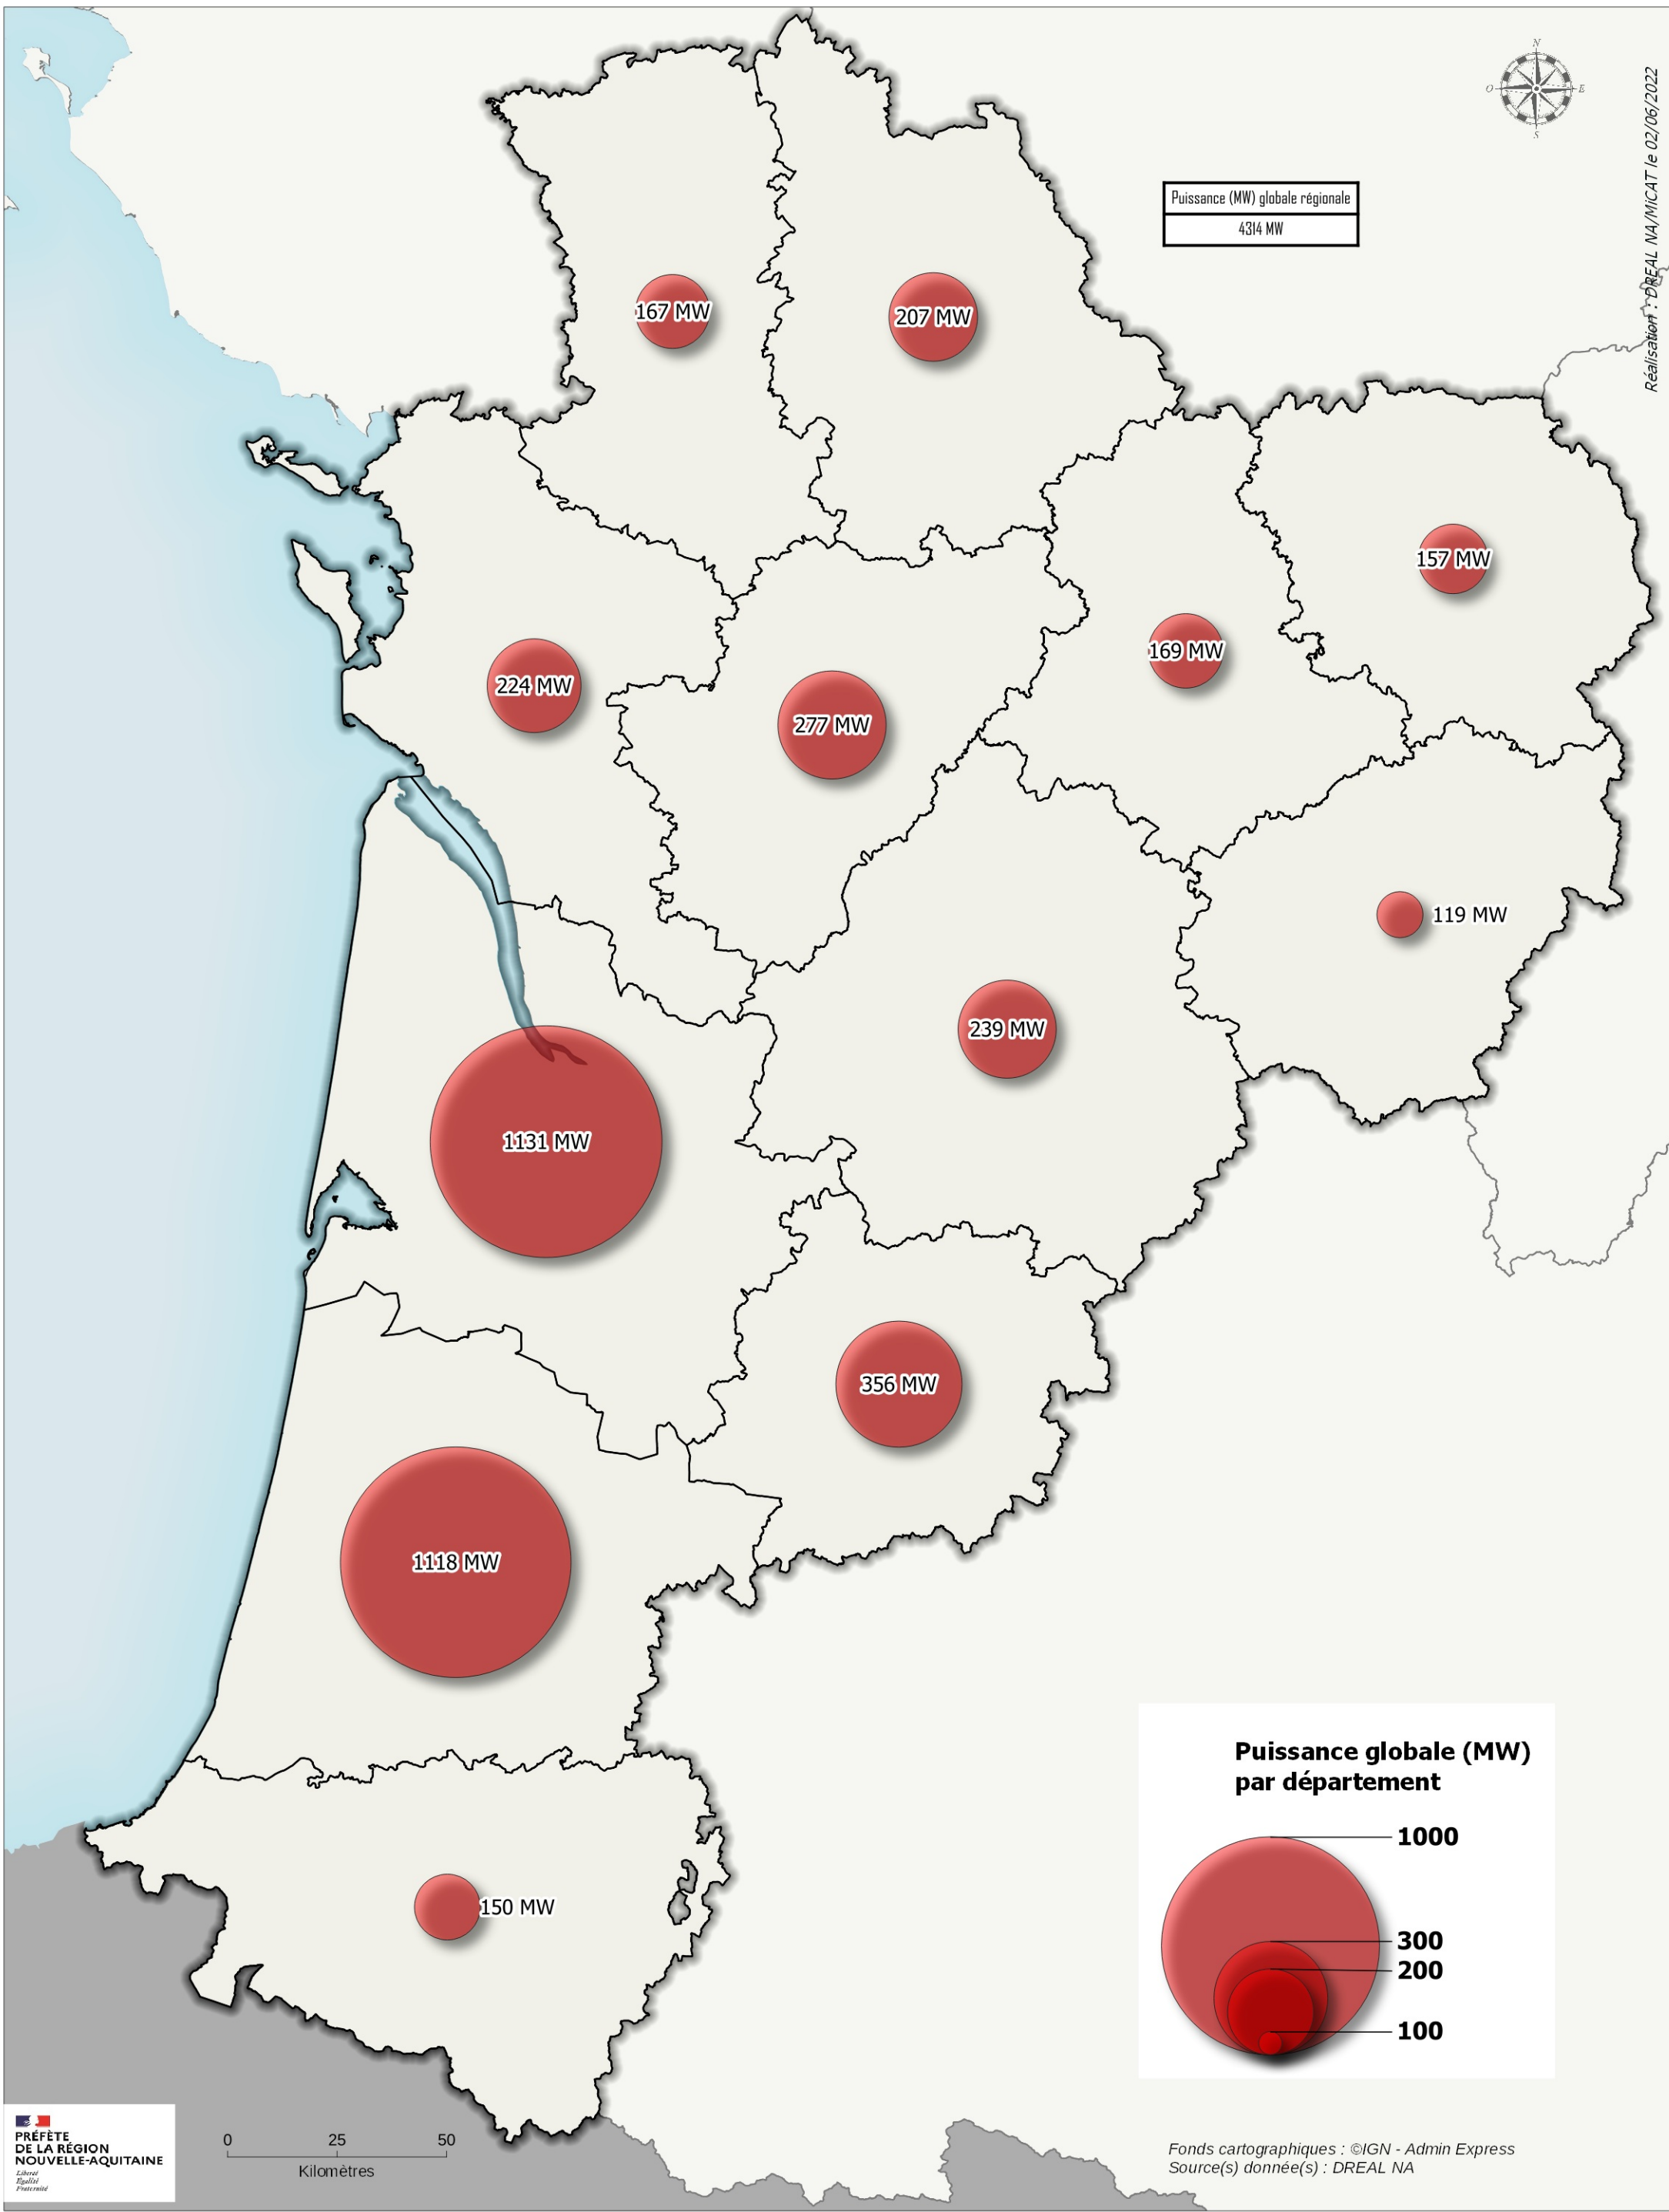 N
O
E
S
Réalisation : DREAL NA/MiCAT le 02/06/2022
Puissance (MW) globale régionale
4314 MW
167 MW
207 MW
157 MW
169 MW
224 MW
277 MW
119 MW
239 MW
1131 MW
356 MW
1118 MW
150 MW
Puissance globale (MW)
par département
1000
300
200
100
PRÉFÈTE
DE LA RÉGION
NOUVELLE-AQUITAINE
Liberté
Égalité
Fraternité
0 25 50
Kilomètres
Fonds cartographiques : ©IGN - Admin Express
Source(s) donnée(s) : DREAL NA